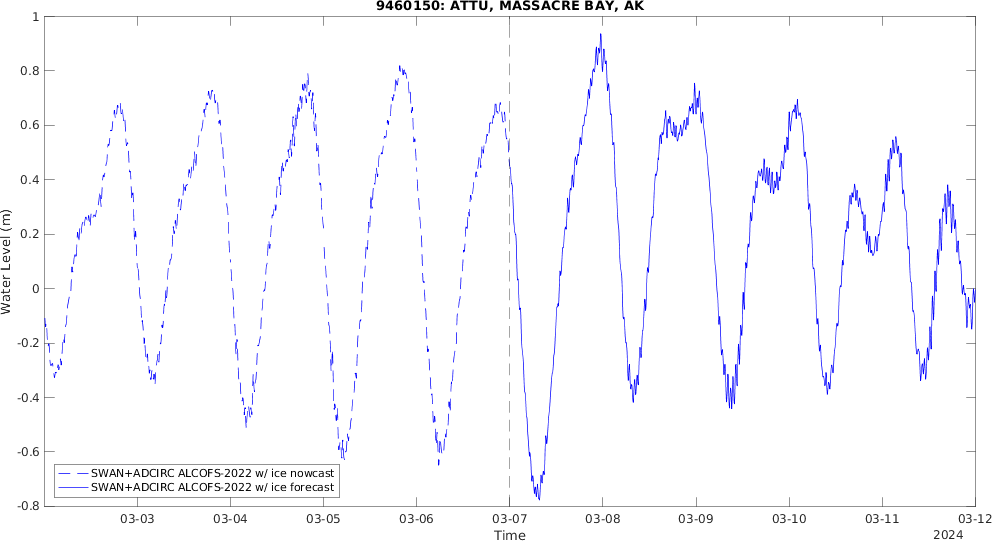 9460150: ATTU, MASSACRE BAY, AK
1
0.8
0.6
0.4
0.2
0
-0.2
-0.4
-0.6
-0.8
Water Level (m)
SWAN+ADCIRC ALCOFS-2022 w/ ice nowcast
SWAN+ADCIRC ALCOFS-2022 w/ ice forecast
03-03 03-04 03-05 03-06 03-07 03-08 03-09 03-10 03-11 03-12
Time
2024